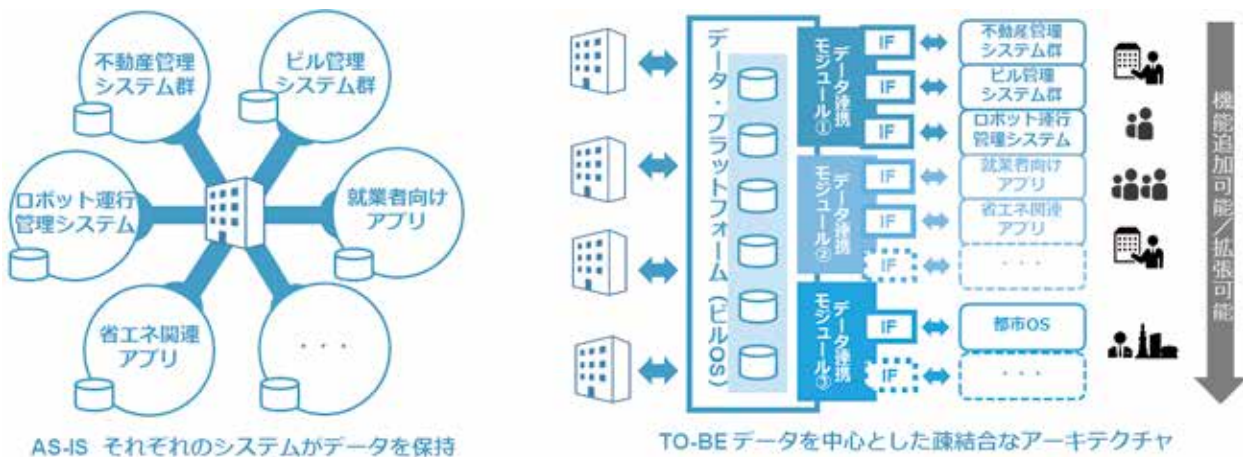 不動産管理
システム群
ビル管理
システム群
ロボット運行
管理システム
就業者向け
アプリ
省エネ関連
アプリ
・・・
AS-IS それぞれのシステムがデータを保持
データ・プラットフォーム(ビルOS)
データ連携
モジュール①
IF
不動産管理
システム群
IF
ビル管理
システム群
IF
ロボット運行
管理システム
データ連携
モジュール②
IF
就業者向け
アプリ
IF
省エネ関連
アプリ
IF
・・・
データ連携
モジュール③
IF
都市OS
IF
・・・
機能追加可能/拡張可能
TO-BE データを中心とした疎結合なアーキテクチャ